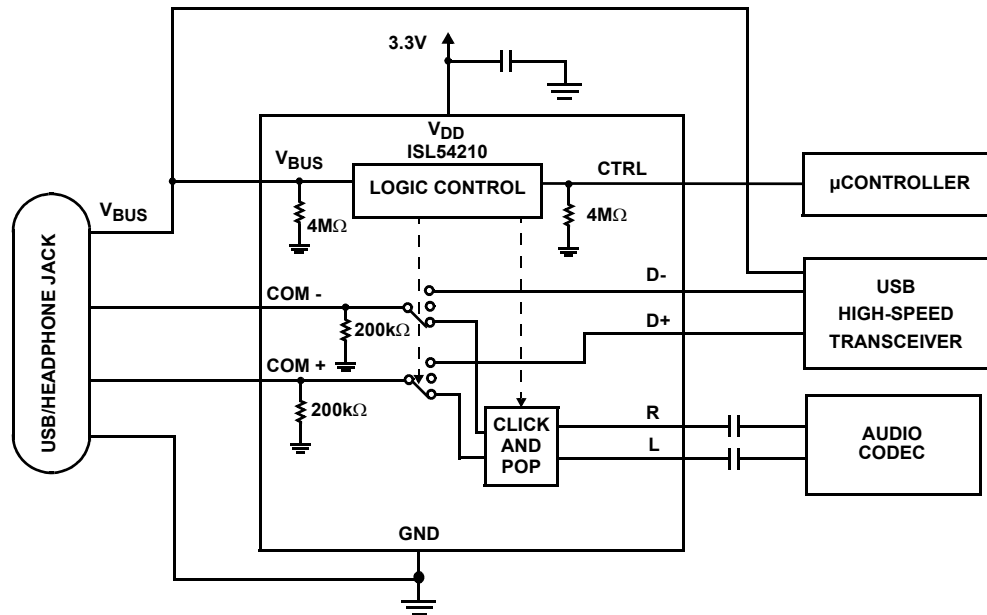 3.3V
VDD
ISL54210
VBUS
LOGIC CONTROL
CTRL
µCONTROLLER
VBUS
4MΩ
4MΩ
USB/HEADPHONE JACK
D-
USB
HIGH-SPEED
TRANSCEIVER
COM -
200kΩ
D+
COM +
200kΩ
CLICK
AND
POP
R
L
AUDIO
CODEC
GND